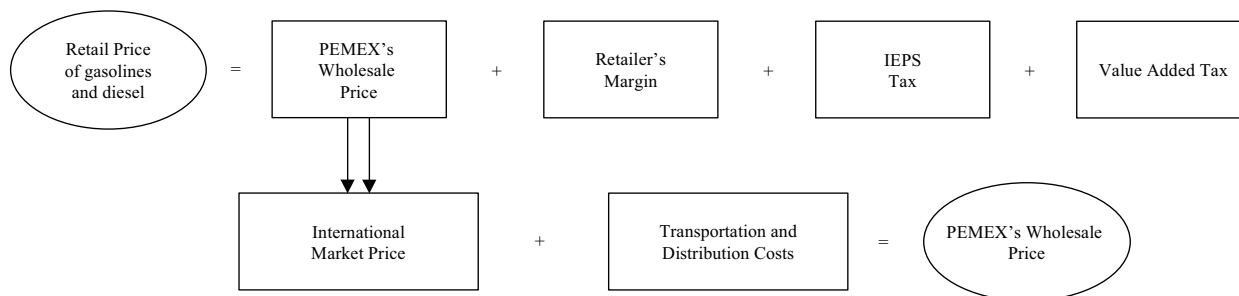 Retail Price
of gasolines
and diesel
=
PEMEX’s
Wholesale
Price
+
Retailer’s
Margin
+
IEPS
Tax
+
Value Added Tax
International
Market Price
+
Transportation and
Distribution Costs
=
PEMEX’s Wholesale
Price